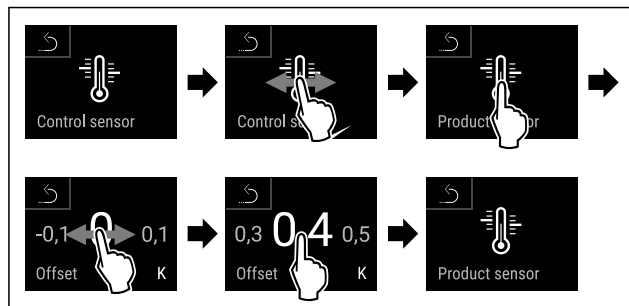 Control sensor
Control
Product
-0,1 0 0,1
Offset K
0,3 0,4 0,5
Offset K
Product sensor